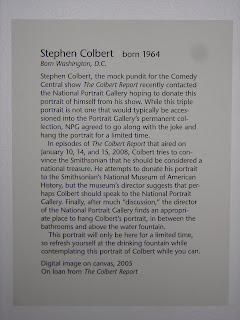 Stephen Colbert born 1964
Born Washington, D.C.
Stephen Colbert, the mock pundit for the Comedy
Central show The Colbert Report recently contacted
the National Portrait Gallery hoping to donate this
portrait of himself from his show. While this triple
portrait is not one that would typically be acces-
sioned into the Portrait Gallery's permanent col-
lection, NPG agreed to go along with the joke and
hang the portrait for a limited time.
In episodes of The Colbert Report that aired on
January 10, 14, and 15, 2008, Colbert tries to con-
vince the Smithsonian that he should be considered a
national treasure. He attempts to donate his portrait
to the Smithsonian's National Museum of American
History, but the museum's director suggests that per-
haps Colbert should speak to the National Portrait
Gallery. Finally, after much "discussion," the director
of the National Portrait Gallery finds an appropri-
ate place to hang Colbert's portrait, in between the
bathrooms and above the water fountain.
This portrait will only be here for a limited time,
so refresh yourself at the drinking fountain while
contemplating this portrait of Colbert while you can.
Digital image on canvas, 2005
On loan from The Colbert Report